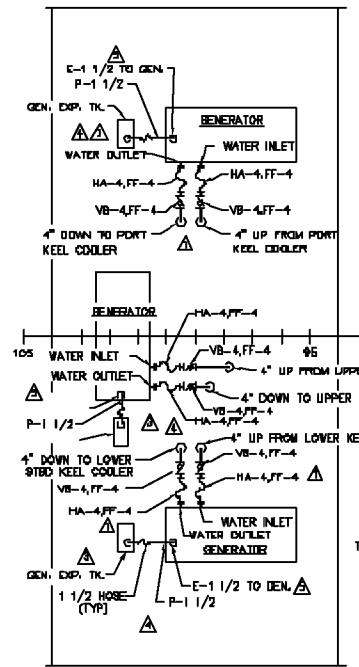 E-1 1/2 TO GEN.
P-1 1/2
GEN. EXP. TK.
GENERATOR
WATER OUTLET
WATER INLET
HA-4,FF-4
HA-4,FF-4
VB-4,FF-4
VB-4,FF-4
4" DOWN TO PORT
KEEL COOLER
4" UP FROM PORT
KEEL COOLER
GENERATOR
HA-4,FF-4
105
VB-4,FF-4
WATER INLET
4" UP FROM UPPER
WATER OUTLET
4" DOWN TO UPPER
VB-4,FF-4
P-1 1/2
HA-4,FF-4
4" UP FROM LOWER KE
4" DOWN TO LOWER
STBD KEEL COOLER
VB-4,FF-4
VB-4,FF-4
HA-4,FF-4
HA-4,FF-4
WATER INLET
WATER OUTLET
GENERATOR
GEN. EXP. TK.
1 1/2 HOSE
(TYP)
E-1 1/2 TO GEN.
P-1 1/2
T